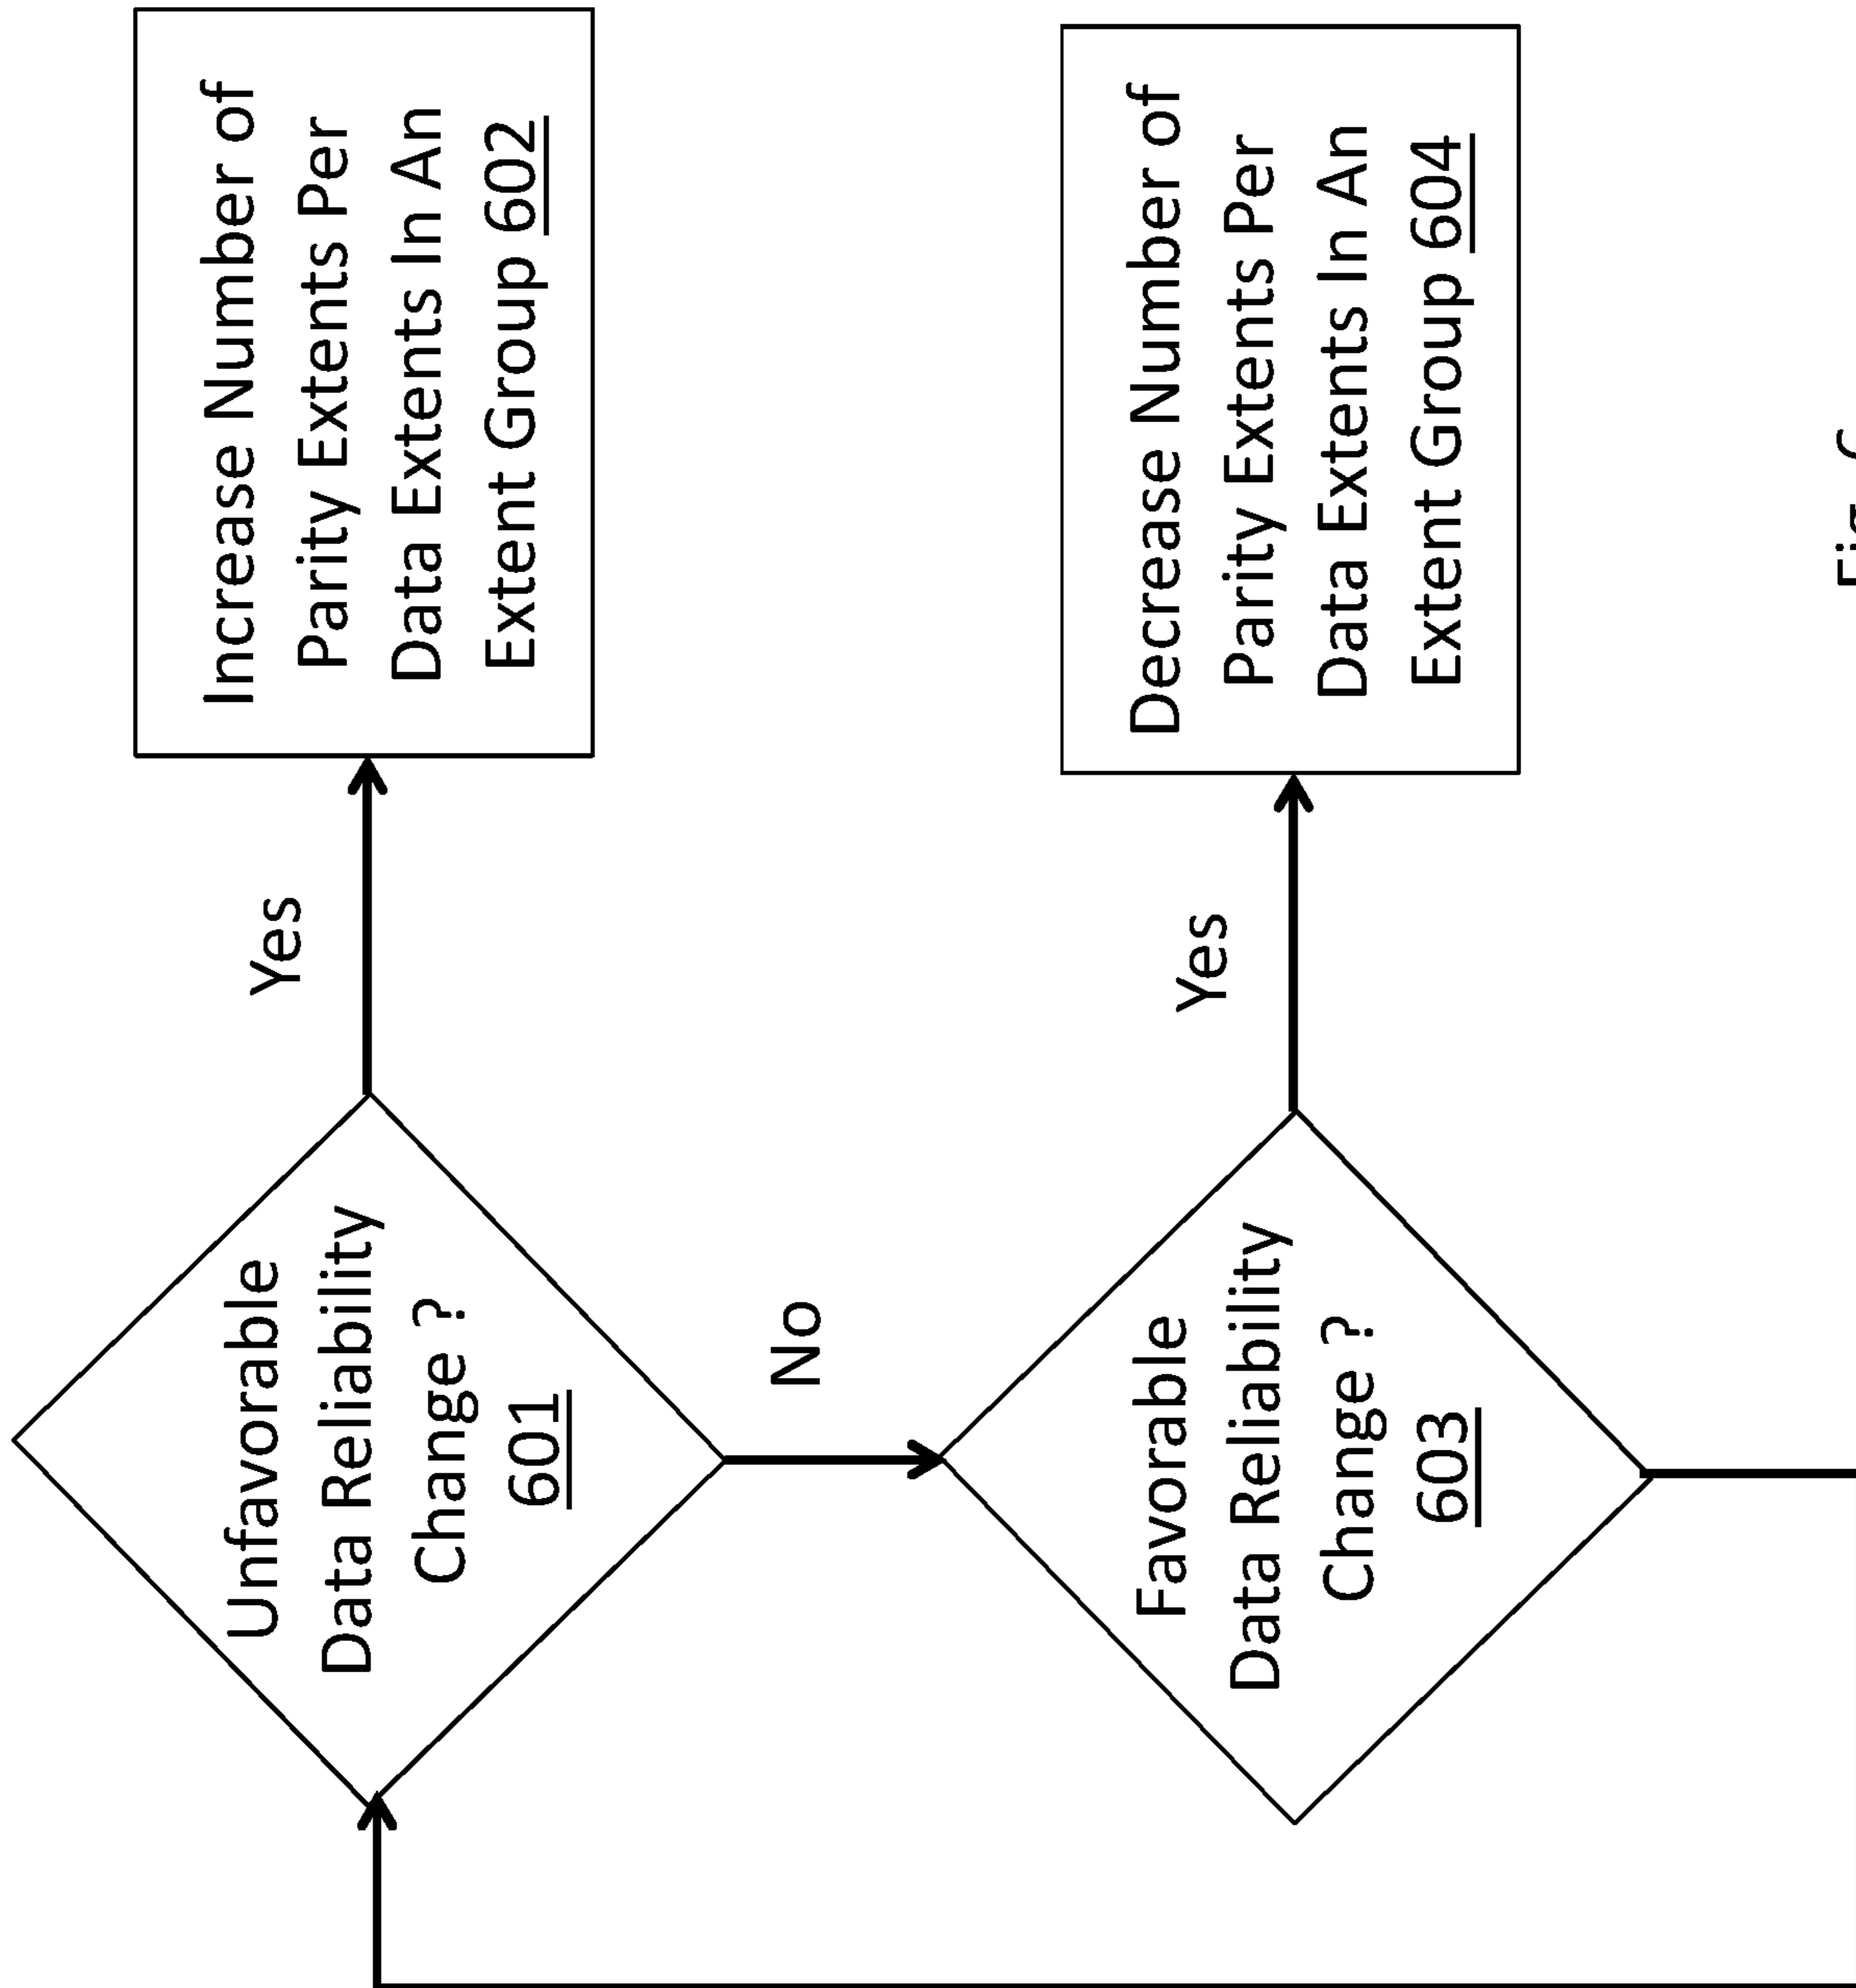 Unfavorable
Data Reliability
Change ?
601
Yes
Increase Number of
Parity Extents Per
Data Extents In An
Extent Group 602
No
Favorable
Data Reliability
Change ?
603
Yes
Decrease Number of
Parity Extents Per
Data Extents In An
Extent Group 604